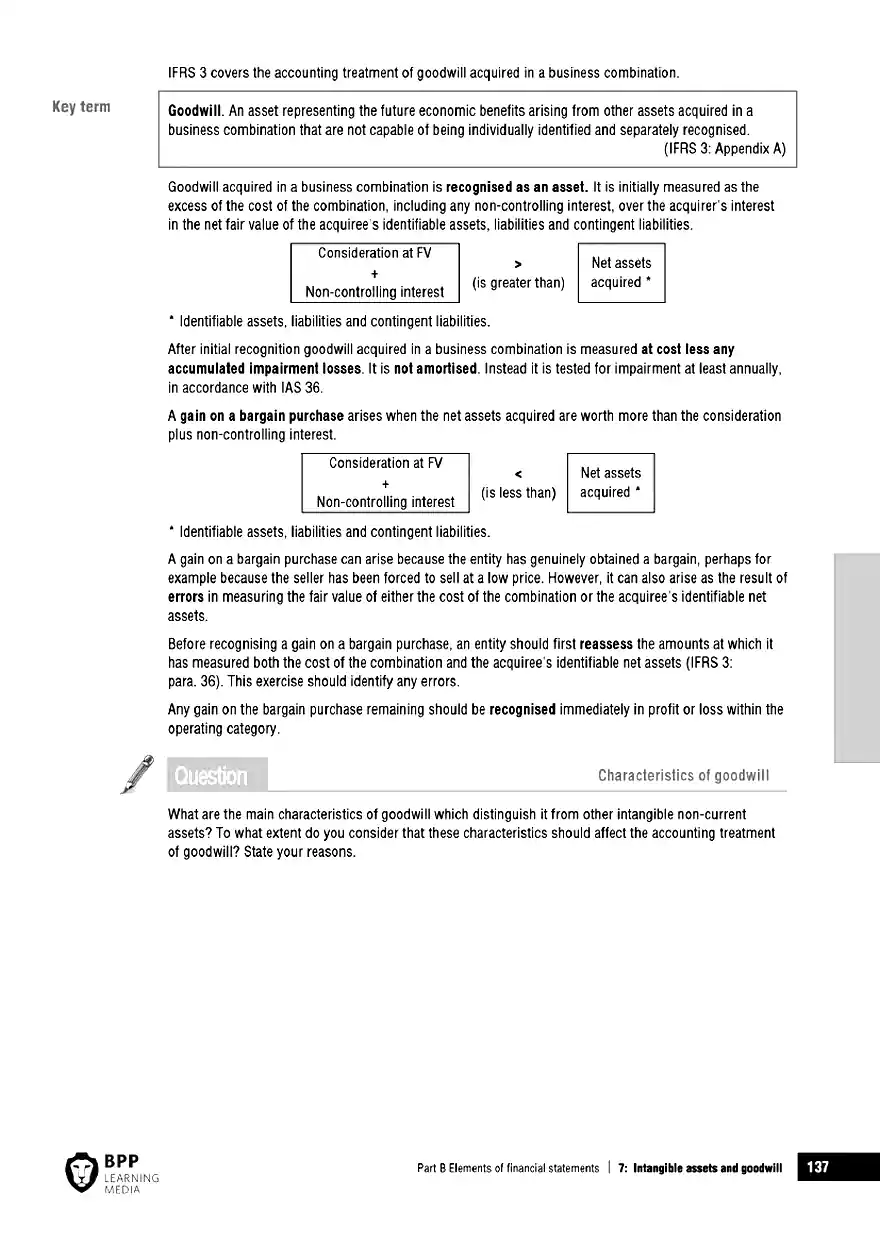 IFRS 3 covers the accounting treatment of goodwill acquired in a business combination.
Key term
Goodwill. An asset representing the future economic benefits arising from other assets acquired in a
business combination that are not capable of being individually identified and separately recognised.
(IFRS 3: Appendix A)
Goodwill acquired in a business combination is recognised as an asset. It is initially measured as the
excess of the cost of the combination, including any non-controlling interest, over the acquirer's interest
in the net fair value of the acquiree's identifiable assets, liabilities and contingent liabilities.
Consideration at FV
+
Non-controlling interest
>
(is greater than)
Net assets
acquired *
* Identifiable assets, liabilities and contingent liabilities.
After initial recognition goodwill acquired in a business combination is measured at cost less any
accumulated impairment losses. It is not amortised. Instead it is tested for impairment at least annually,
in accordance with IAS 36.
A gain on a bargain purchase arises when the net assets acquired are worth more than the consideration
plus non-controlling interest.
Consideration at FV
+
Non-controlling interest
<
(is less than)
Net assets
acquired *
* Identifiable assets, liabilities and contingent liabilities.
A gain on a bargain purchase can arise because the entity has genuinely obtained a bargain, perhaps for
example because the seller has been forced to sell at a low price. However, it can also arise as the result of
errors in measuring the fair value of either the cost of the combination or the acquiree's identifiable net
assets.
Before recognising a gain on a bargain purchase, an entity should first reassess the amounts at which it
has measured both the cost of the combination and the acquiree's identifiable net assets (IFRS 3:
para. 36). This exercise should identify any errors.
Any gain on the bargain purchase remaining should be recognised immediately in profit or loss within the
operating category.
Question
Characteristics of goodwill
What are the main characteristics of goodwill which distinguish it from other intangible non-current
assets? To what extent do you consider that these characteristics should affect the accounting treatment
of goodwill? State your reasons.
BPP
LEARNING
MEDIA
Part B Elements of financial statements | 7: Intangible assets and goodwill 137